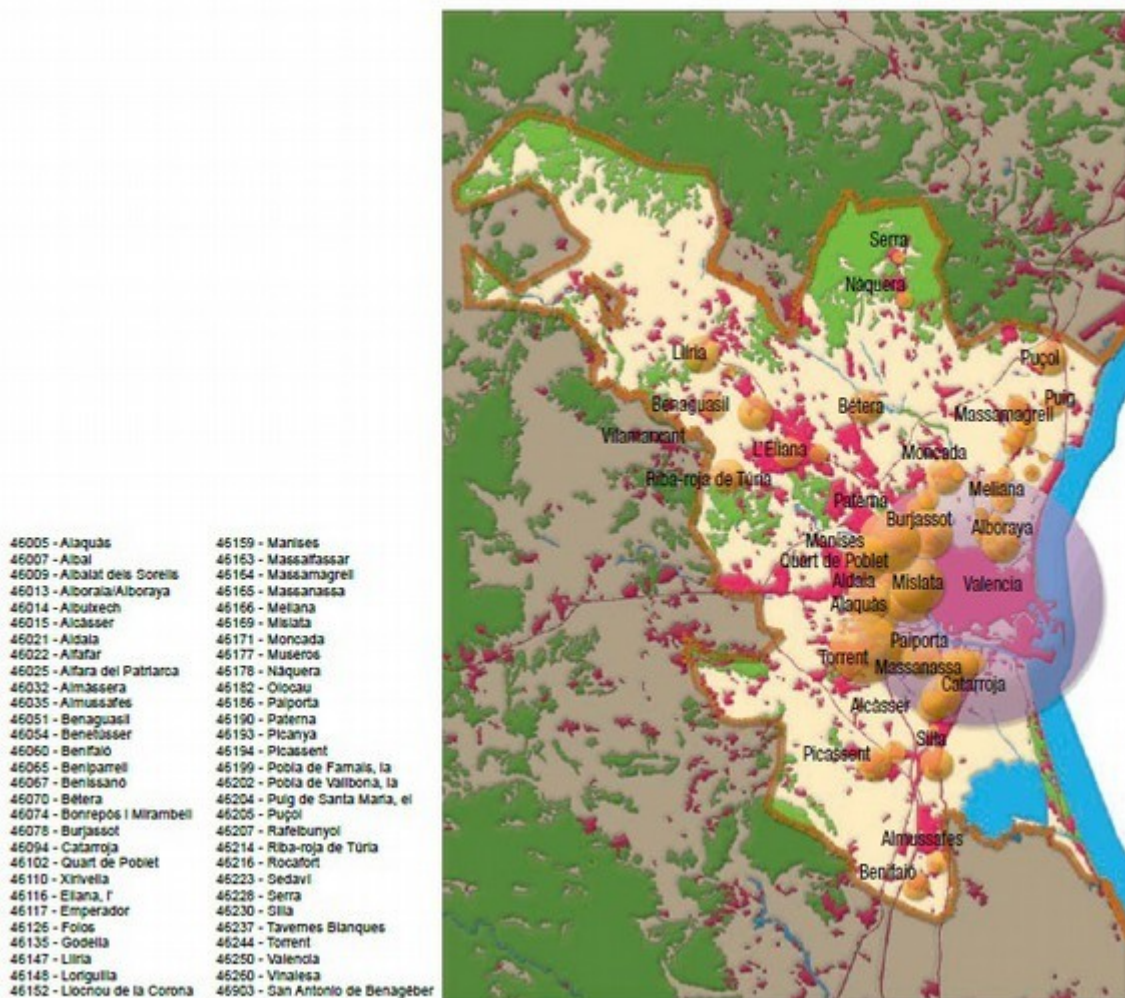 46005 - Alaquàs
46007 - Albal
46009 - Albalat dels Sorells
46013 - Alboraia/Alboraya
46014 - Albuixech
46015 - Alcàsser
46021 - Aldaia
46022 - Alfafar
46025 - Alfara del Patriarca
46032 - Almàssera
46035 - Almussafes
46051 - Benaguasil
46054 - Benetússer
46060 - Benifaió
46065 - Beniparrell
46067 - Benissanó
46070 - Bétera
46074 - Bonrepòs i Mirambell
46078 - Burjassot
46094 - Catarroja
46102 - Quart de Poblet
46110 - Xirivella
46116 - Eliana, l'
46117 - Emperador
46126 - Foios
46135 - Godella
46147 - Llíria
46148 - Loriguilla
46152 - Llocnou de la Corona
46159 - Manises
46163 - Massalfassar
46164 - Massamagrell
46165 - Massanassa
46166 - Meliana
46169 - Mislata
46171 - Moncada
46177 - Museros
46178 - Nàquera
46182 - Olocau
46186 - Paiporta
46190 - Paterna
46193 - Picanya
46194 - Picassent
46199 - Pobla de Farnals, la
46202 - Pobla de Vallbona, la
46204 - Puig de Santa Maria, el
46205 - Puçol
46207 - Rafelbunyol
46214 - Riba-roja de Túria
46216 - Rocafort
46223 - Sedaví
46228 - Serra
46230 - Silla
46237 - Tavernes Blanques
46244 - Torrent
46250 - Valencia
46260 - Vinalesa
46903 - San Antonio de Benagéber
Serra
Nàquera
Llíria
Puçol
Benaguasil
Bétera
Puig
Massamagrell
Vilamarxant
L'Eliana
Moncada
Riba-roja de Túria
Meliana
Paterna
Burjassot
Alboraya
Manises
Quart de Poblet
Aldaia
Mislata
Valencia
Alaquàs
Paiporta
Torrent
Massanassa
Catarroja
Alcàsser
Silla
Picassent
Almussafes
Benifaió